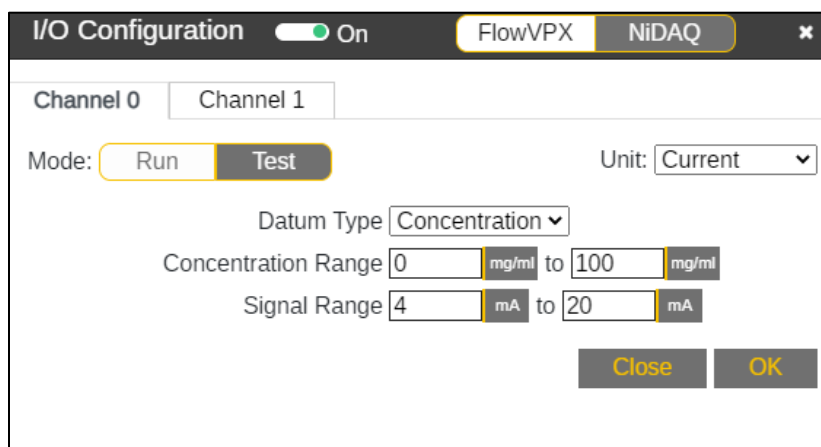 I/O Configuration On FlowVPX NiDAQ ×
Channel 0 Channel 1
Mode: Run Test Unit: Current
Datum Type Concentration
Concentration Range 0 mg/ml to 100 mg/ml
Signal Range 4 mA to 20 mA
Close OK